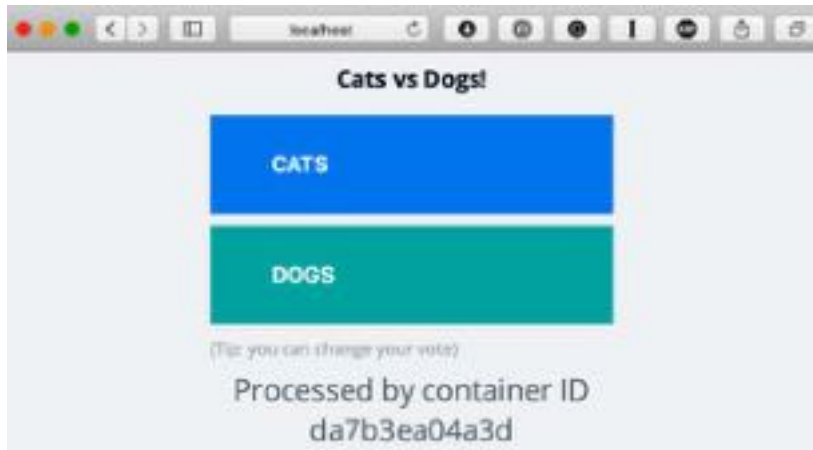 localhost
Cats vs Dogs!
CATS
DOGS
(Tip: you can change your vote)
Processed by container ID
da7b3ea04a3d